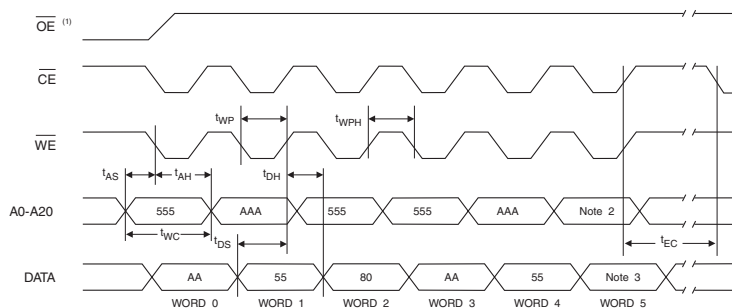 OE (1)
CE
tWP
tWPH
WE
tAS
tAH
tDH
A0-A20
555
AAA
555
555
AAA
Note 2
tWC
tDS
tEC
DATA
AA
55
80
AA
55
Note 3
WORD 0
WORD 1
WORD 2
WORD 3
WORD 4
WORD 5